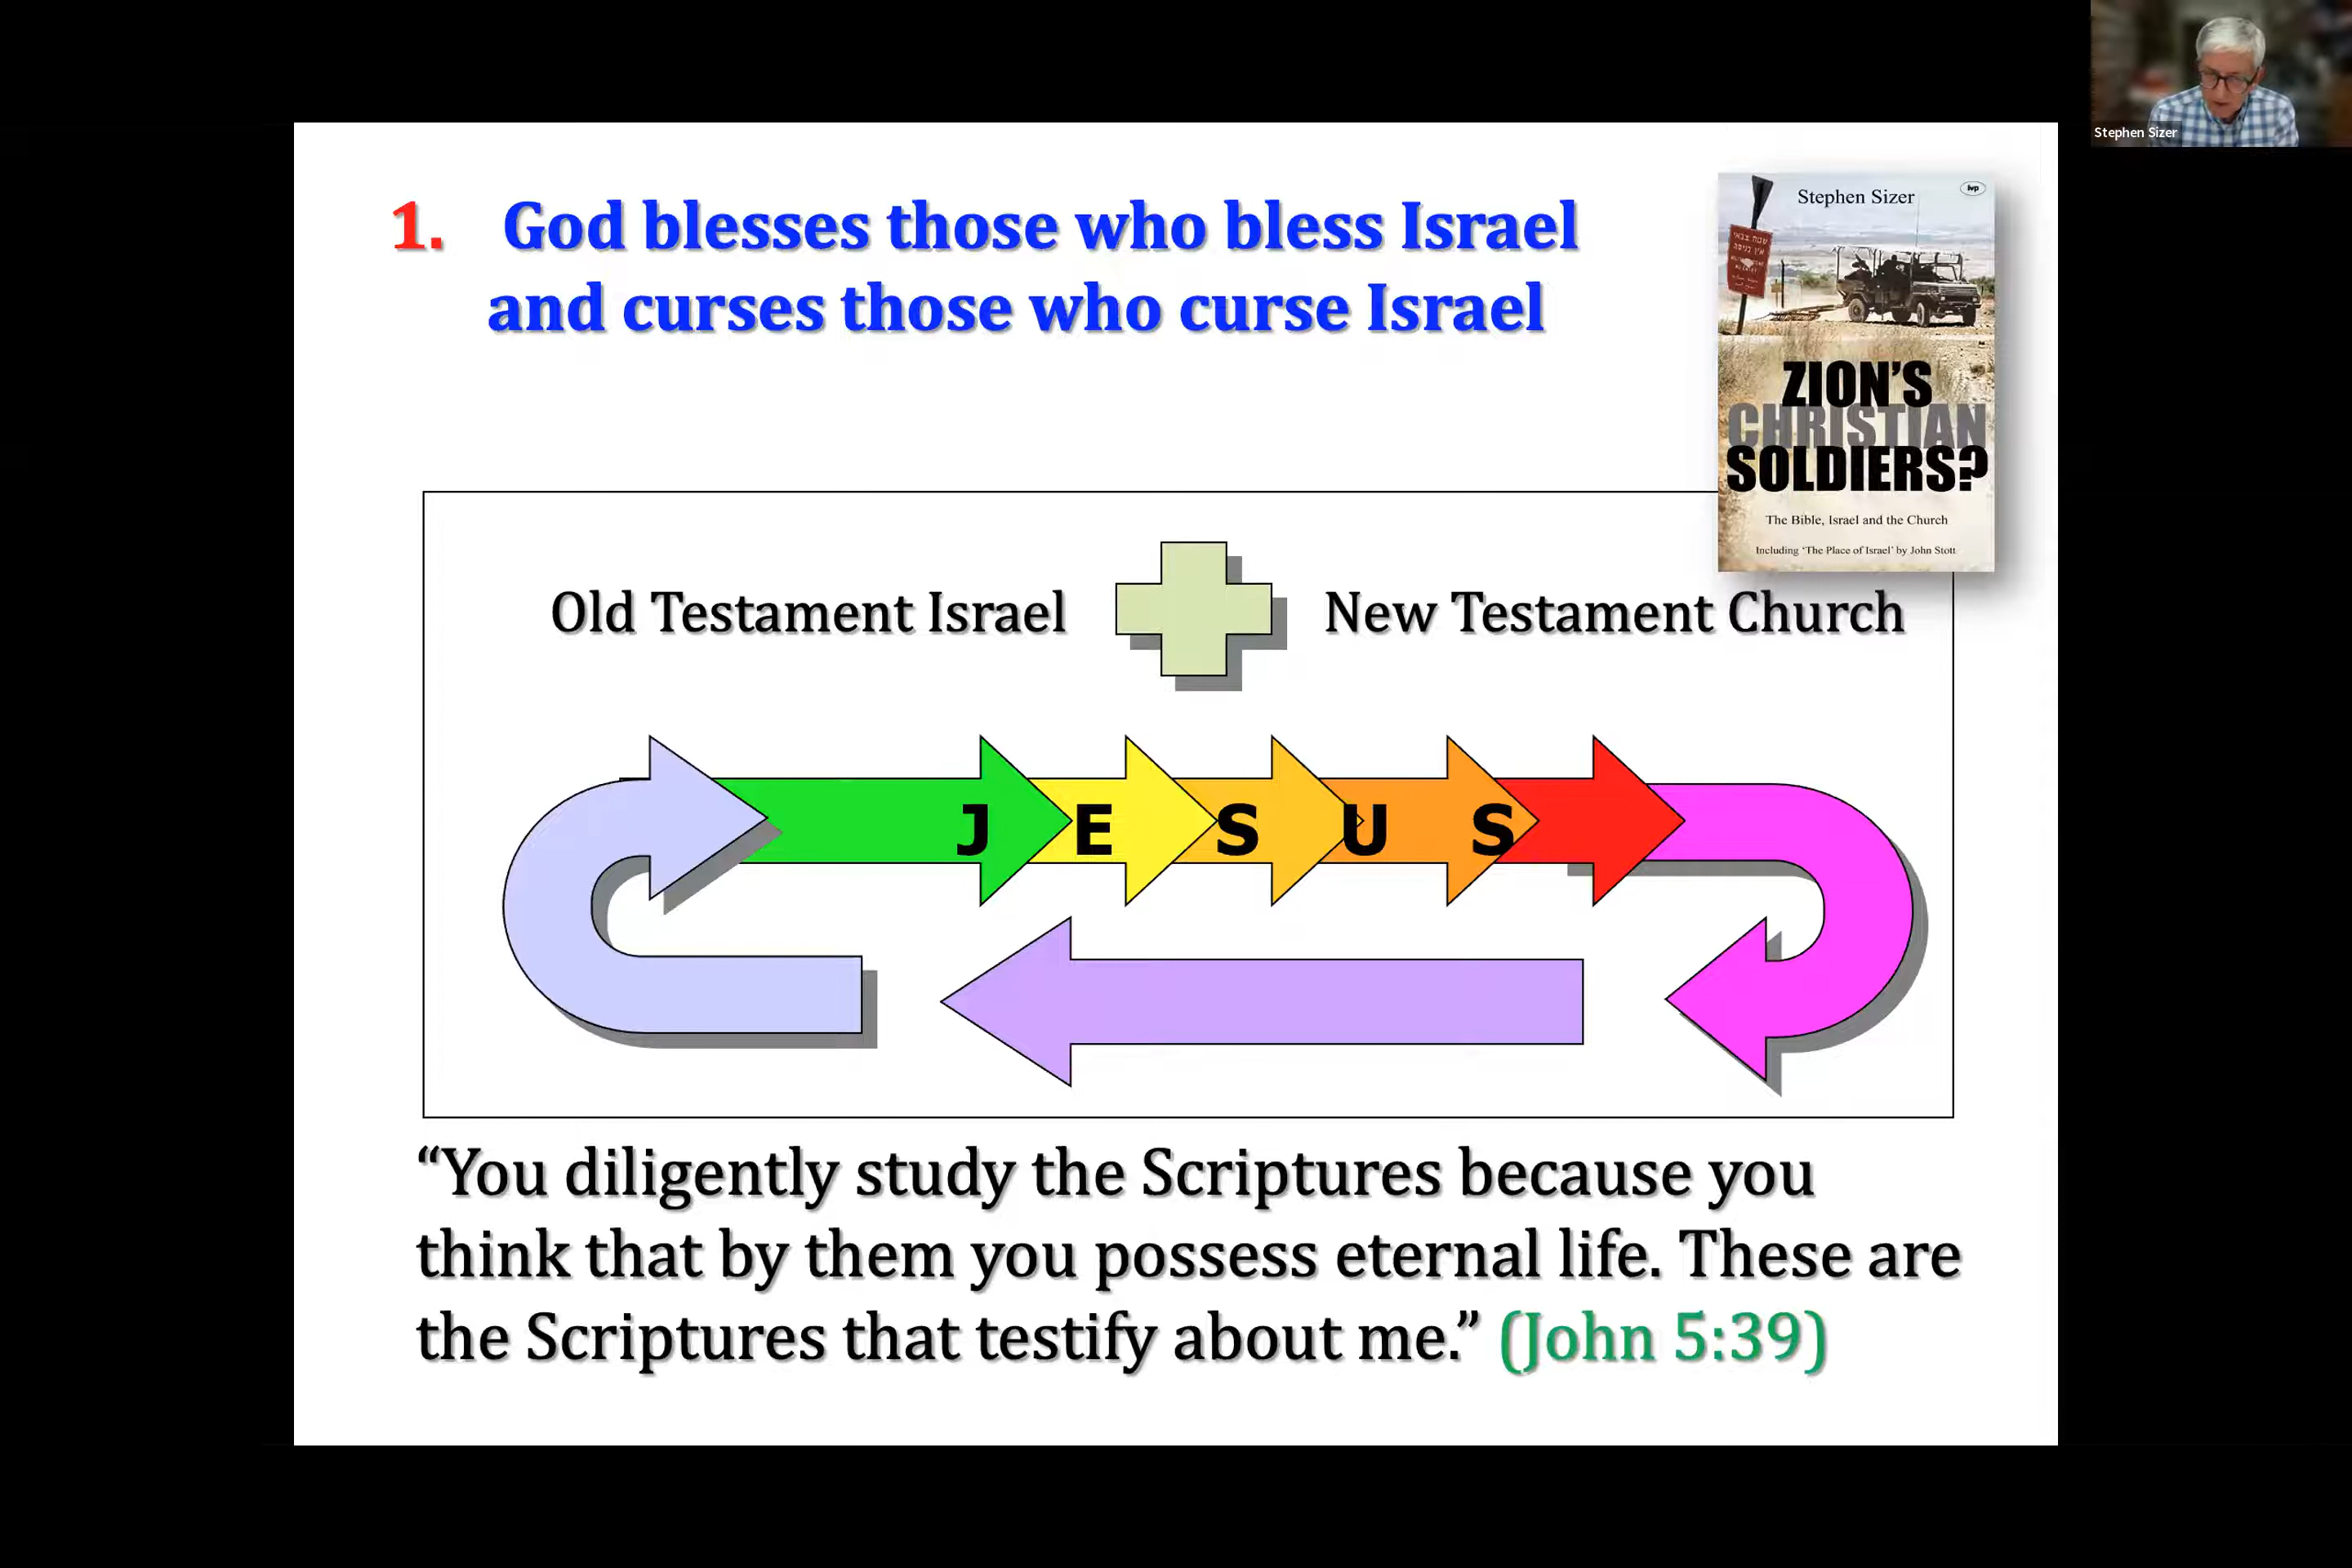 Stephen Sizer
1. God blesses those who bless Israel
and curses those who curse Israel
Stephen Sizer
ivp
ZION'S
CHRISTIAN
SOLDIERS?
The Bible, Israel and the Church
Including 'The Place of Israel' by John Stott
Old Testament Israel
New Testament Church
J E S U S
“You diligently study the Scriptures because you
think that by them you possess eternal life. These are
the Scriptures that testify about me.” (John 5:39)